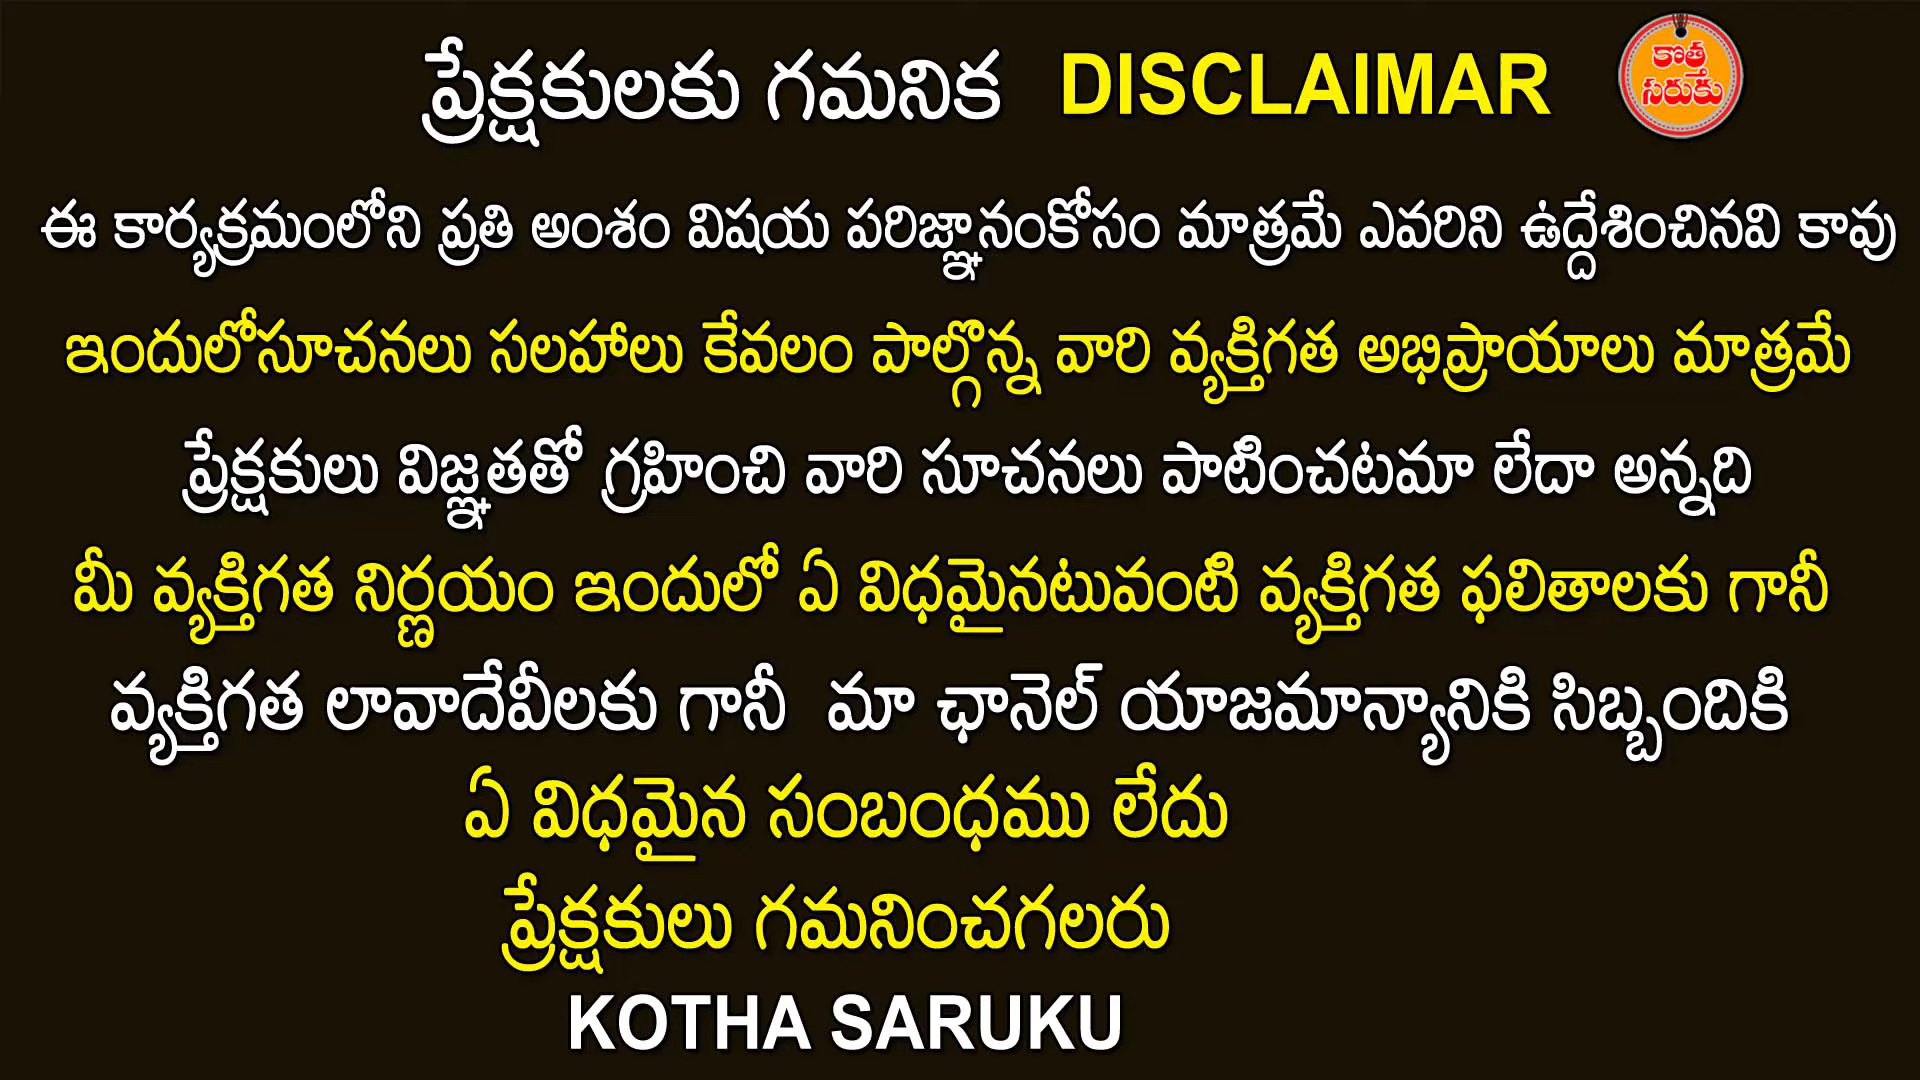 ప్రేక్షకులకు గమనిక DISCLAIMAR
కొత్త
సరుకు
ఈ కార్యక్రమంలోని ప్రతి అంశం విషయ పరిజ్ఞానంకోసం మాత్రమే ఎవరిని ఉద్దేశించినవి కావు
ఇందులోసూచనలు సలహాలు కేవలం పాల్గొన్న వారి వ్యక్తిగత అభిప్రాయాలు మాత్రమే
ప్రేక్షకులు విజ్ఞతతో గ్రహించి వారి సూచనలు పాటించటమా లేదా అన్నది
మీ వ్యక్తిగత నిర్ణయం ఇందులో ఏ విధమైనటువంటి వ్యక్తిగత ఫలితాలకు గానీ
వ్యక్తిగత లావాదేవీలకు గానీ మా ఛానెల్ యాజమాన్యానికి సిబ్బందికి
ఏ విధమైన సంబంధము లేదు
ప్రేక్షకులు గమనించగలరు
KOTHA SARUKU